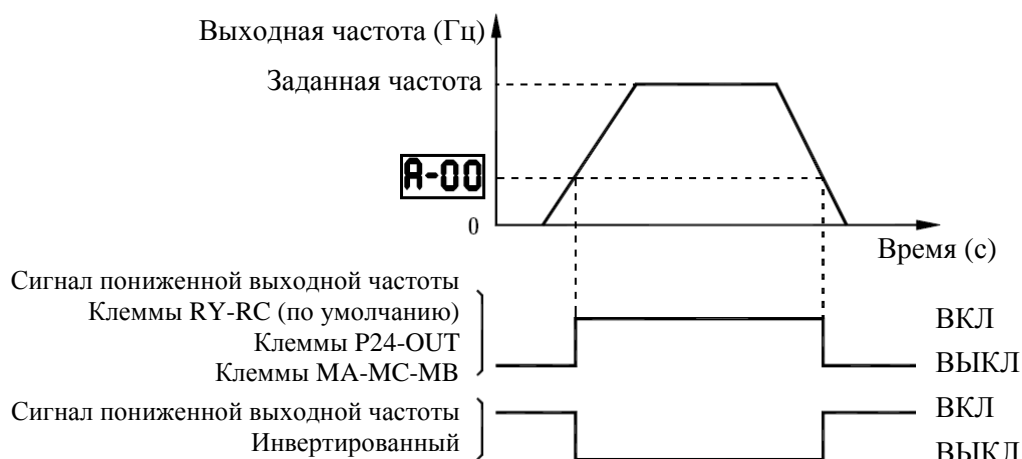 Выходная частота (Гц)
Заданная частота
A-00
0
Время (с)
Сигнал пониженной выходной частоты
Клеммы RY-RC (по умолчанию)
Клеммы P24-OUT
Клеммы MA-MC-MB
ВКЛ
ВЫКЛ
Сигнал пониженной выходной частоты
Инвертированный
ВКЛ
ВЫКЛ